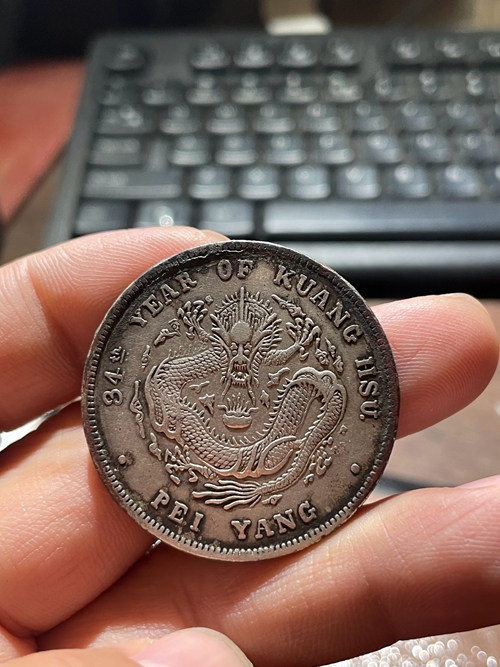 34th YEAR OF KUANG HSU
PEI YANG